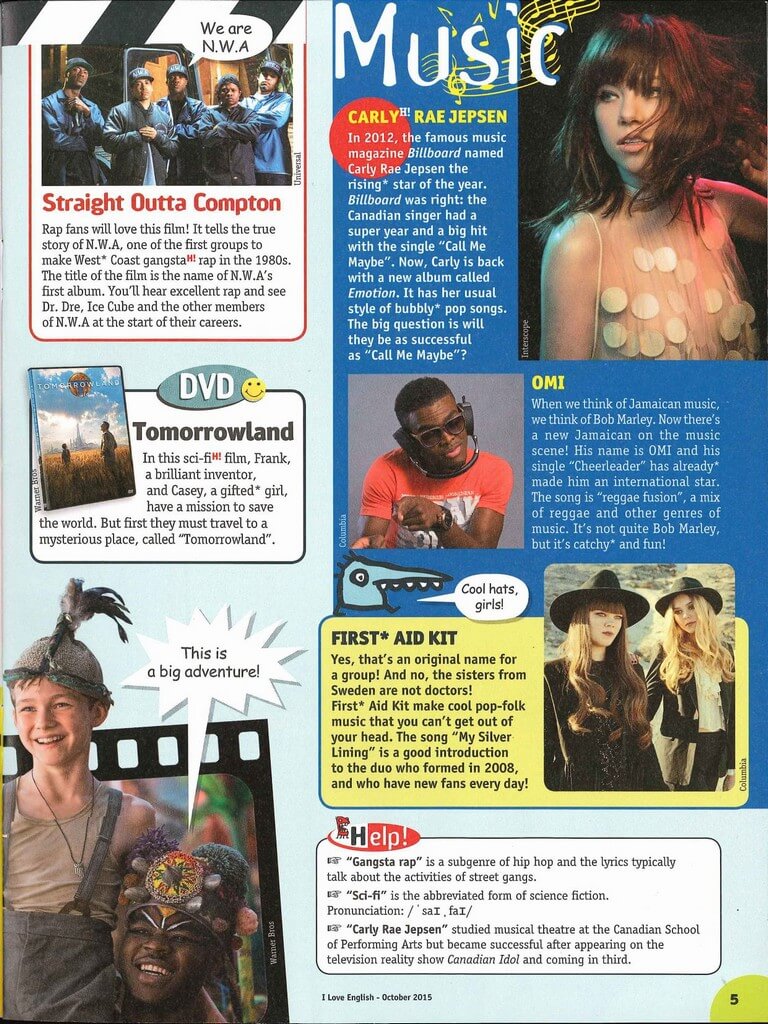 We are
N.W.A
Universal
Straight Outta Compton
Rap fans will love this film! It tells the true
story of N.W.A, one of the first groups to
make West* Coast gangstaH! rap in the 1980s.
The title of the film is the name of N.W.A's
first album. You'll hear excellent rap and see
Dr. Dre, Ice Cube and the other members
of N.W.A at the start of their careers.
DVD
TOMORROWLAND
Warner Bros
Tomorrowland
In this sci-fiH! film, Frank,
a brilliant inventor,
and Casey, a gifted* girl,
have a mission to save
the world. But first they must travel to a
mysterious place, called "Tomorrowland".
This is
a big adventure!
Warner Bros
Music
CARLYH! RAE JEPSEN
In 2012, the famous music
magazine Billboard named
Carly Rae Jepsen the
rising* star of the year.
Billboard was right: the
Canadian singer had a
super year and a big hit
with the single "Call Me
Maybe". Now, Carly is back
with a new album called
Emotion. It has her usual
style of bubbly* pop songs.
The big question is will
they be as successful
as "Call Me Maybe"?
Interscope
Columbia
OMI
When we think of Jamaican music,
we think of Bob Marley. Now there's
a new Jamaican on the music
scene! His name is OMI and his
single "Cheerleader" has already*
made him an international star.
The song is "reggae fusion", a mix
of reggae and other genres of
music. It's not quite Bob Marley,
but it's catchy* and fun!
Cool hats,
girls!
FIRST* AID KIT
Yes, that's an original name for
a group! And no, the sisters from
Sweden are not doctors!
First* Aid Kit make cool pop-folk
music that you can't get out of
your head. The song "My Silver
Lining" is a good introduction
to the duo who formed in 2008,
and who have new fans every day!
Columbia
Help!
☞ "Gangsta rap" is a subgenre of hip hop and the lyrics typically
talk about the activities of street gangs.
☞ "Sci-fi" is the abbreviated form of science fiction.
Pronunciation: /ˈsaɪˌfaɪ/
☞ "Carly Rae Jepsen" studied musical theatre at the Canadian School
of Performing Arts but became successful after appearing on the
television reality show Canadian Idol and coming in third.
I Love English - October 2015
5